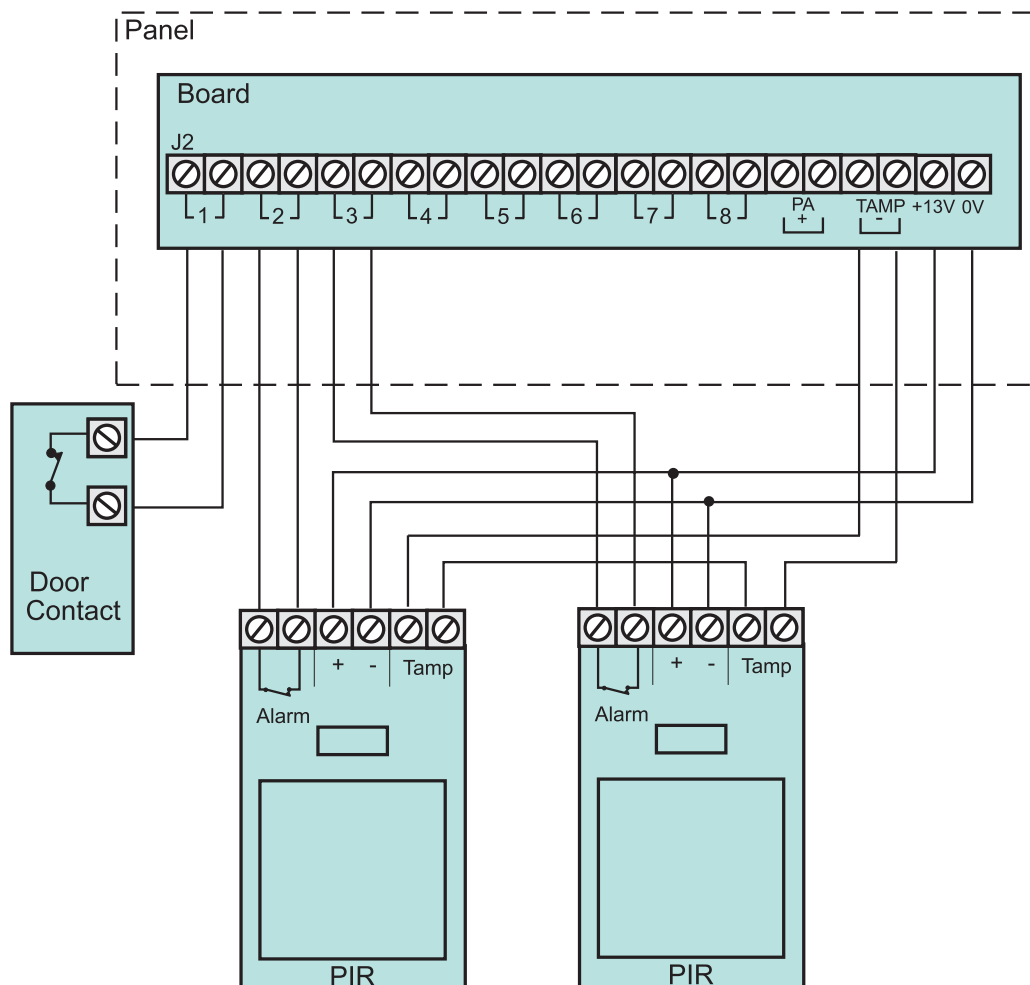 Panel
Board
J2
1 2 3 4 5 6 7 8 PA + TAMP - +13V 0V
Door
Contact
+ - Tamp
Alarm
PIR
+ - Tamp
Alarm
PIR